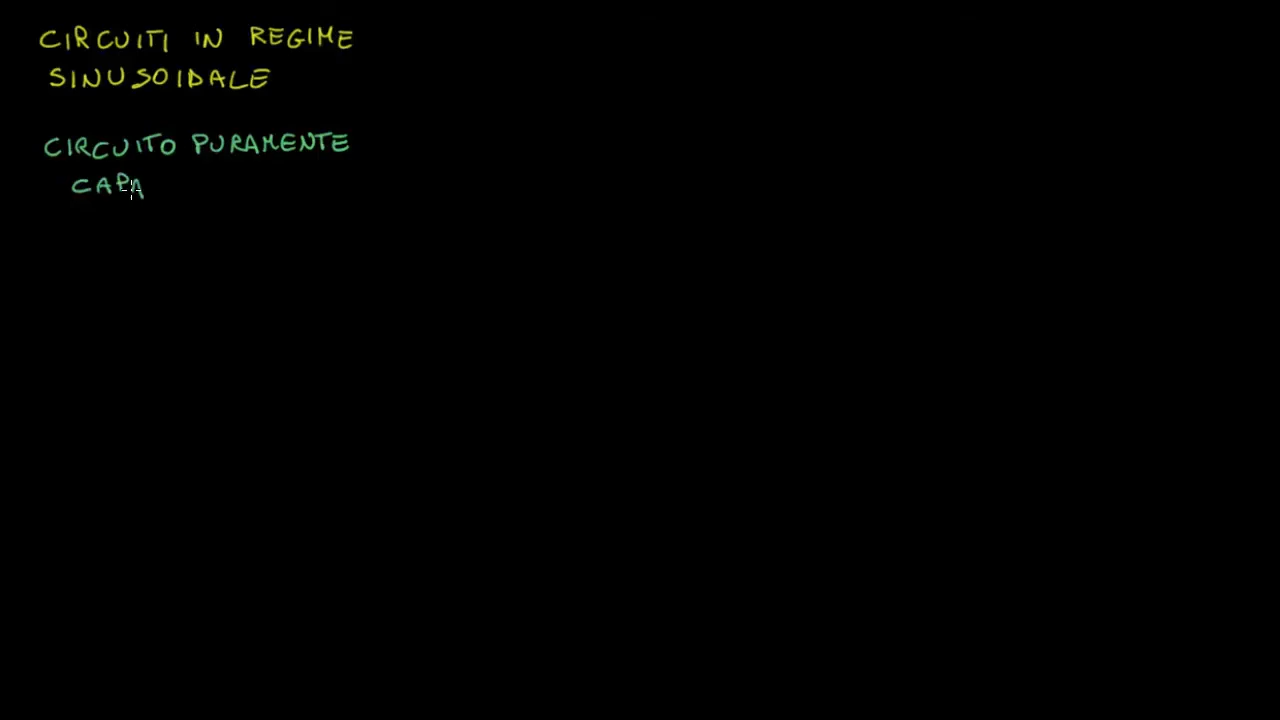 CIRCUITI IN REGIME
SINUSOIDALE
CIRCUITO PURAMENTE
CAPA